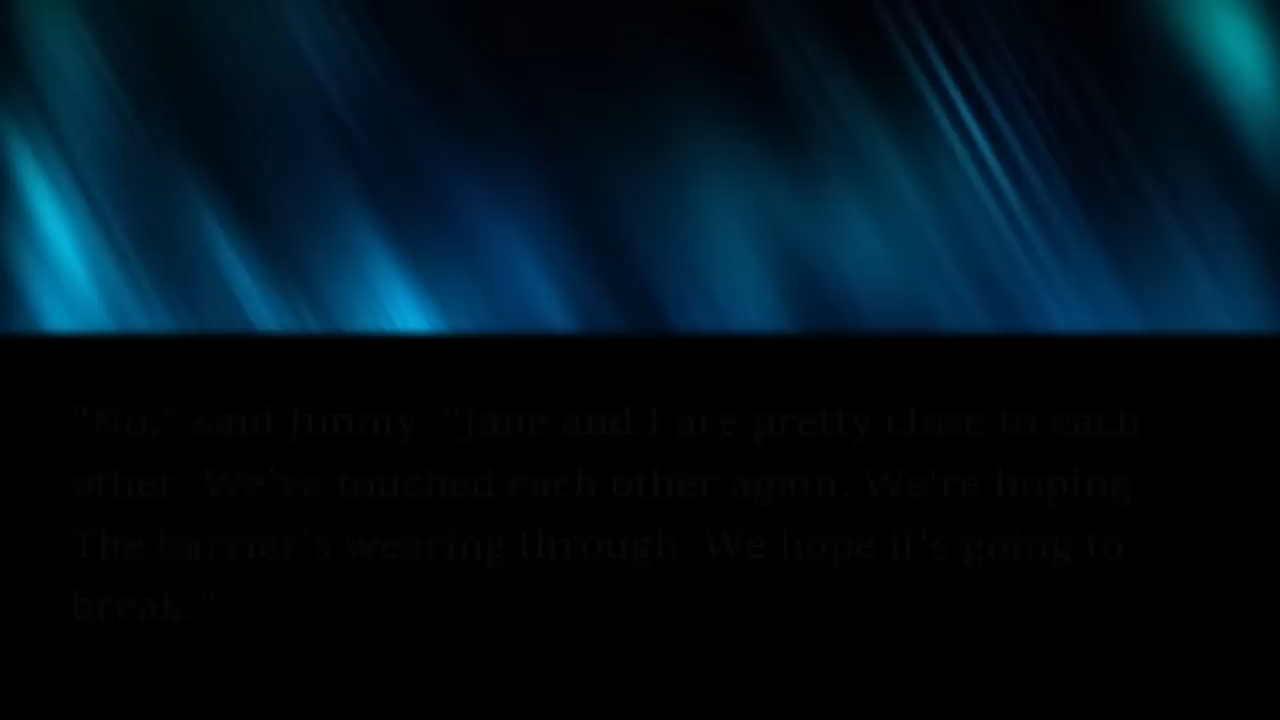 "No," said Jimmy. "Jane and I are pretty close to each
other. We've touched each other again. We're hoping
The barrier's wearing through. We hope it's going to
break."